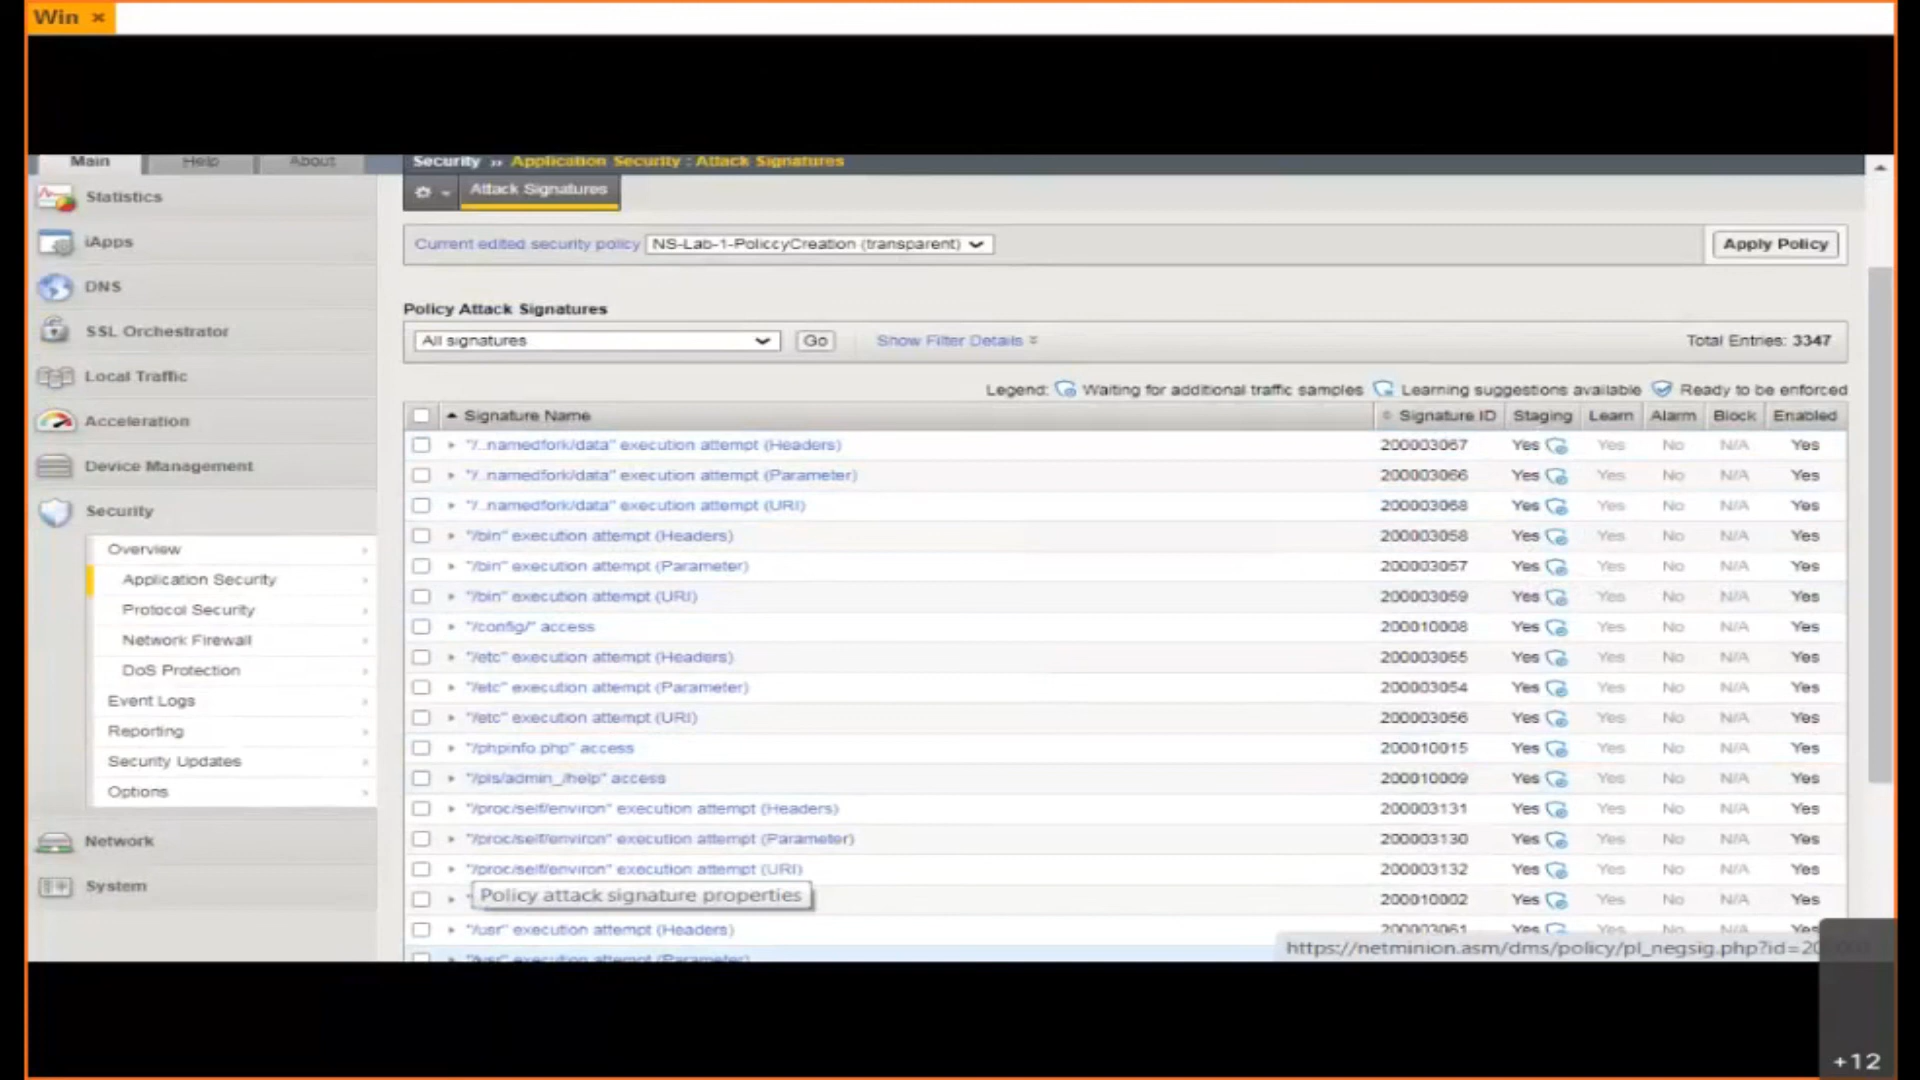 Win ×
Main Help About
Security » Application Security : Attack Signatures
Attack Signatures
Statistics
iApps
DNS
SSL Orchestrator
Local Traffic
Acceleration
Device Management
Security
Overview
Application Security
Protocol Security
Network Firewall
DoS Protection
Event Logs
Reporting
Security Updates
Options
Network
System
Current edited security policy NS-Lab-1-PoliccyCreation (transparent) Apply Policy
Policy Attack Signatures
All signatures Go Show Filter Details Total Entries: 3347
Legend: Waiting for additional traffic samples Learning suggestions available Ready to be enforced
Signature Name Signature ID Staging Learn Alarm Block Enabled
"/..namedfork/data" execution attempt (Headers) 200003067 Yes Yes No N/A Yes
"/..namedfork/data" execution attempt (Parameter) 200003066 Yes Yes No N/A Yes
"/..namedfork/data" execution attempt (URI) 200003068 Yes Yes No N/A Yes
"/bin" execution attempt (Headers) 200003058 Yes Yes No N/A Yes
"/bin" execution attempt (Parameter) 200003057 Yes Yes No N/A Yes
"/bin" execution attempt (URI) 200003059 Yes Yes No N/A Yes
"/config/" access 200010008 Yes Yes No N/A Yes
"/etc" execution attempt (Headers) 200003055 Yes Yes No N/A Yes
"/etc" execution attempt (Parameter) 200003054 Yes Yes No N/A Yes
"/etc" execution attempt (URI) 200003056 Yes Yes No N/A Yes
"/phpinfo.php" access 200010015 Yes Yes No N/A Yes
"/pls/admin_/help" access 200010009 Yes Yes No N/A Yes
"/proc/self/environ" execution attempt (Headers) 200003131 Yes Yes No N/A Yes
"/proc/self/environ" execution attempt (Parameter) 200003130 Yes Yes No N/A Yes
"/proc/self/environ" execution attempt (URI) 200003132 Yes Yes No N/A Yes
Policy attack signature properties 200010002 Yes Yes No N/A Yes
"/usr" execution attempt (Headers) 200003061 Yes Yes No N/A Yes
"/usr" execution attempt (Parameter)
https://netminion.asm/dms/policy/pl_negsig.php?id=20
+12